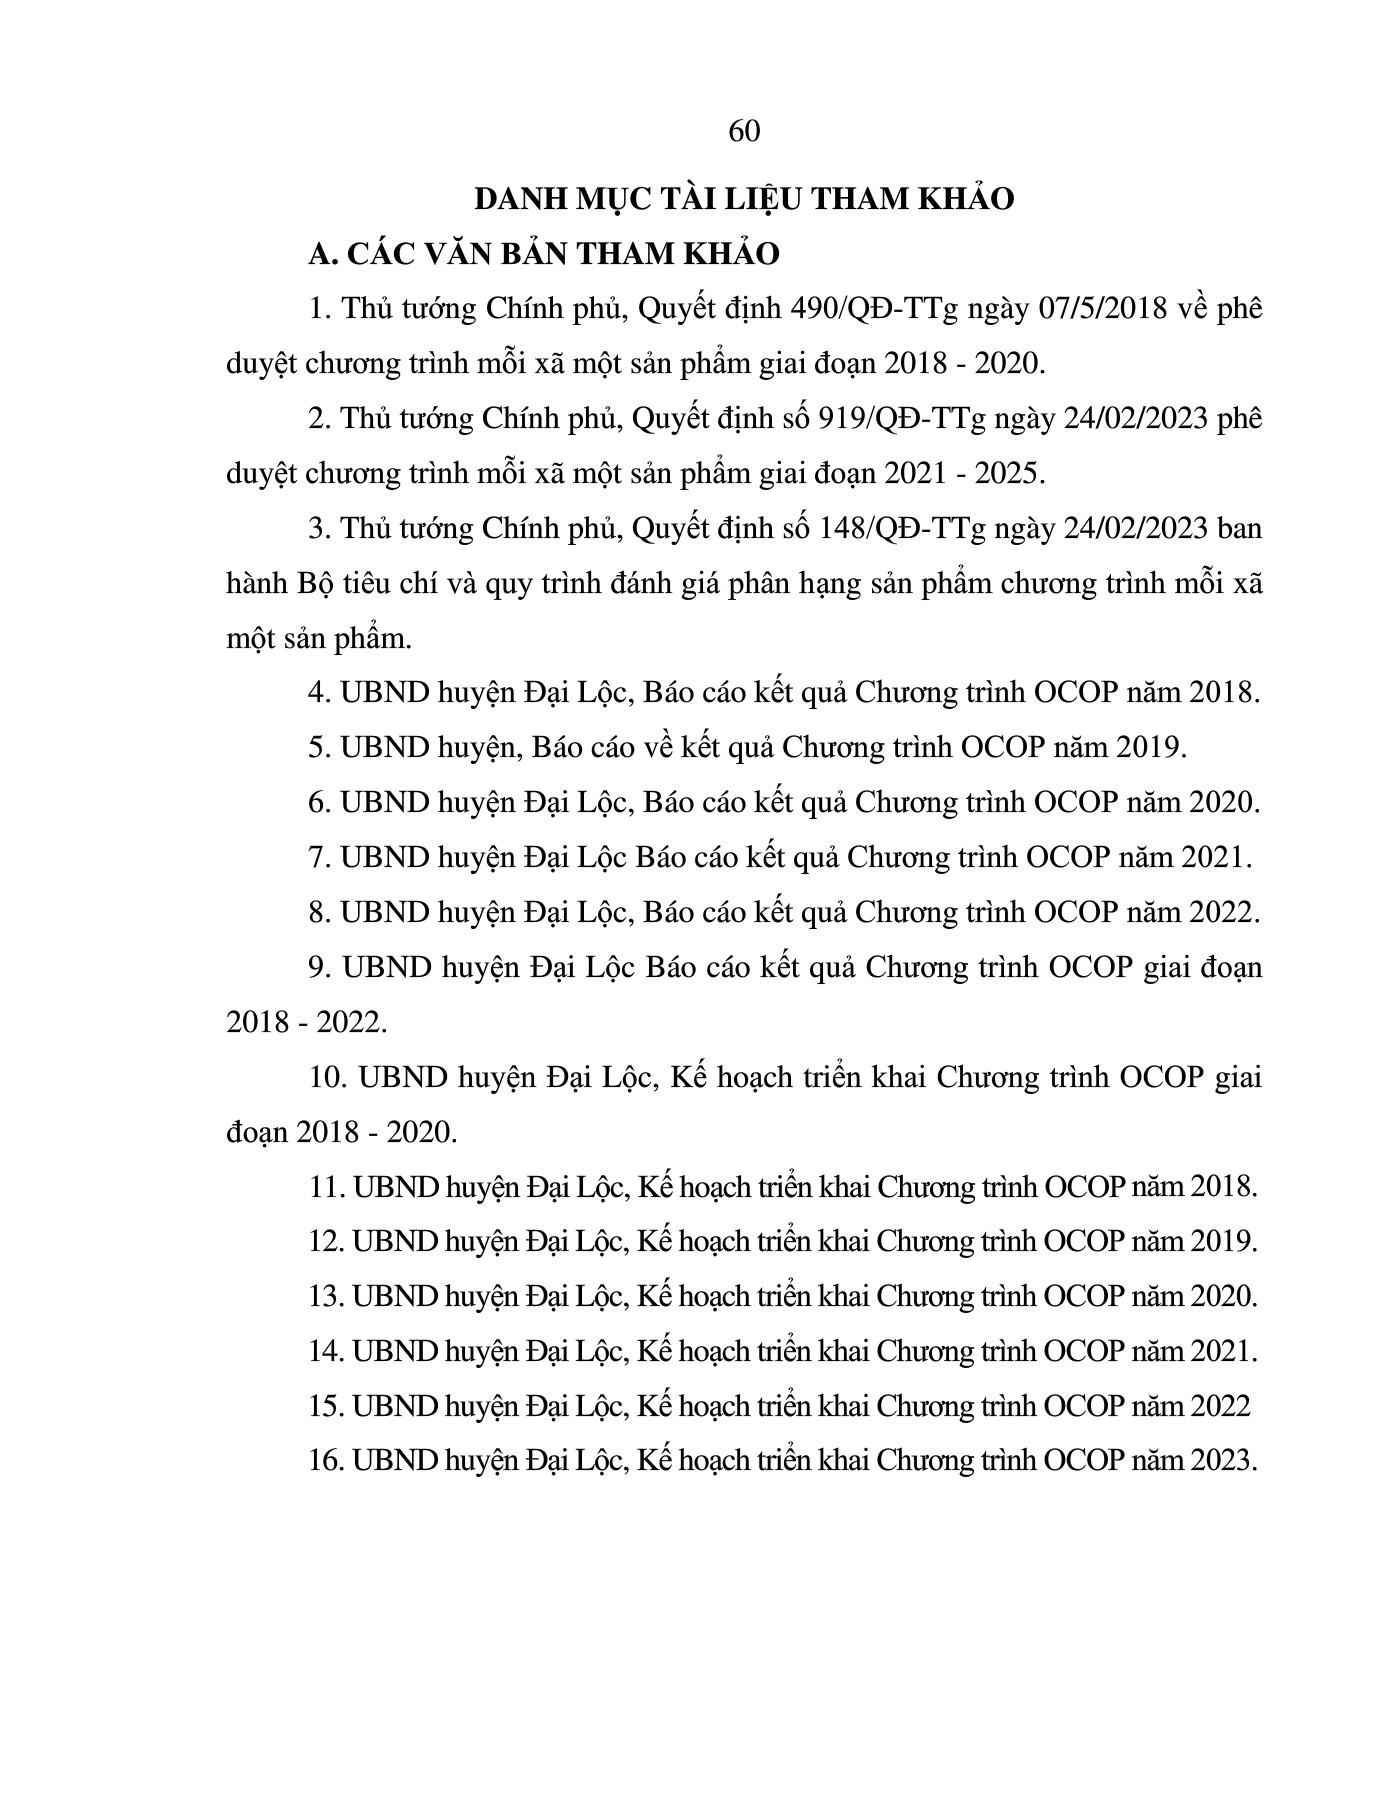 60
DANH MỤC TÀI LIỆU THAM KHẢO
A. CÁC VĂN BẢN THAM KHẢO
1. Thủ tướng Chính phủ, Quyết định 490/QĐ-TTg ngày 07/5/2018 về phê
duyệt chương trình mỗi xã một sản phẩm giai đoạn 2018 - 2020.
2. Thủ tướng Chính phủ, Quyết định số 919/QĐ-TTg ngày 24/02/2023 phê
duyệt chương trình mỗi xã một sản phẩm giai đoạn 2021 - 2025.
3. Thủ tướng Chính phủ, Quyết định số 148/QĐ-TTg ngày 24/02/2023 ban
hành Bộ tiêu chí và quy trình đánh giá phân hạng sản phẩm chương trình mỗi xã
một sản phẩm.
4. UBND huyện Đại Lộc, Báo cáo kết quả Chương trình OCOP năm 2018.
5. UBND huyện, Báo cáo về kết quả Chương trình OCOP năm 2019.
6. UBND huyện Đại Lộc, Báo cáo kết quả Chương trình OCOP năm 2020.
7. UBND huyện Đại Lộc Báo cáo kết quả Chương trình OCOP năm 2021.
8. UBND huyện Đại Lộc, Báo cáo kết quả Chương trình OCOP năm 2022.
9. UBND huyện Đại Lộc Báo cáo kết quả Chương trình OCOP giai đoạn
2018 - 2022.
10. UBND huyện Đại Lộc, Kế hoạch triển khai Chương trình OCOP giai
đoạn 2018 - 2020.
11. UBND huyện Đại Lộc, Kế hoạch triển khai Chương trình OCOP năm 2018.
12. UBND huyện Đại Lộc, Kế hoạch triển khai Chương trình OCOP năm 2019.
13. UBND huyện Đại Lộc, Kế hoạch triển khai Chương trình OCOP năm 2020.
14. UBND huyện Đại Lộc, Kế hoạch triển khai Chương trình OCOP năm 2021.
15. UBND huyện Đại Lộc, Kế hoạch triển khai Chương trình OCOP năm 2022
16. UBND huyện Đại Lộc, Kế hoạch triển khai Chương trình OCOP năm 2023.